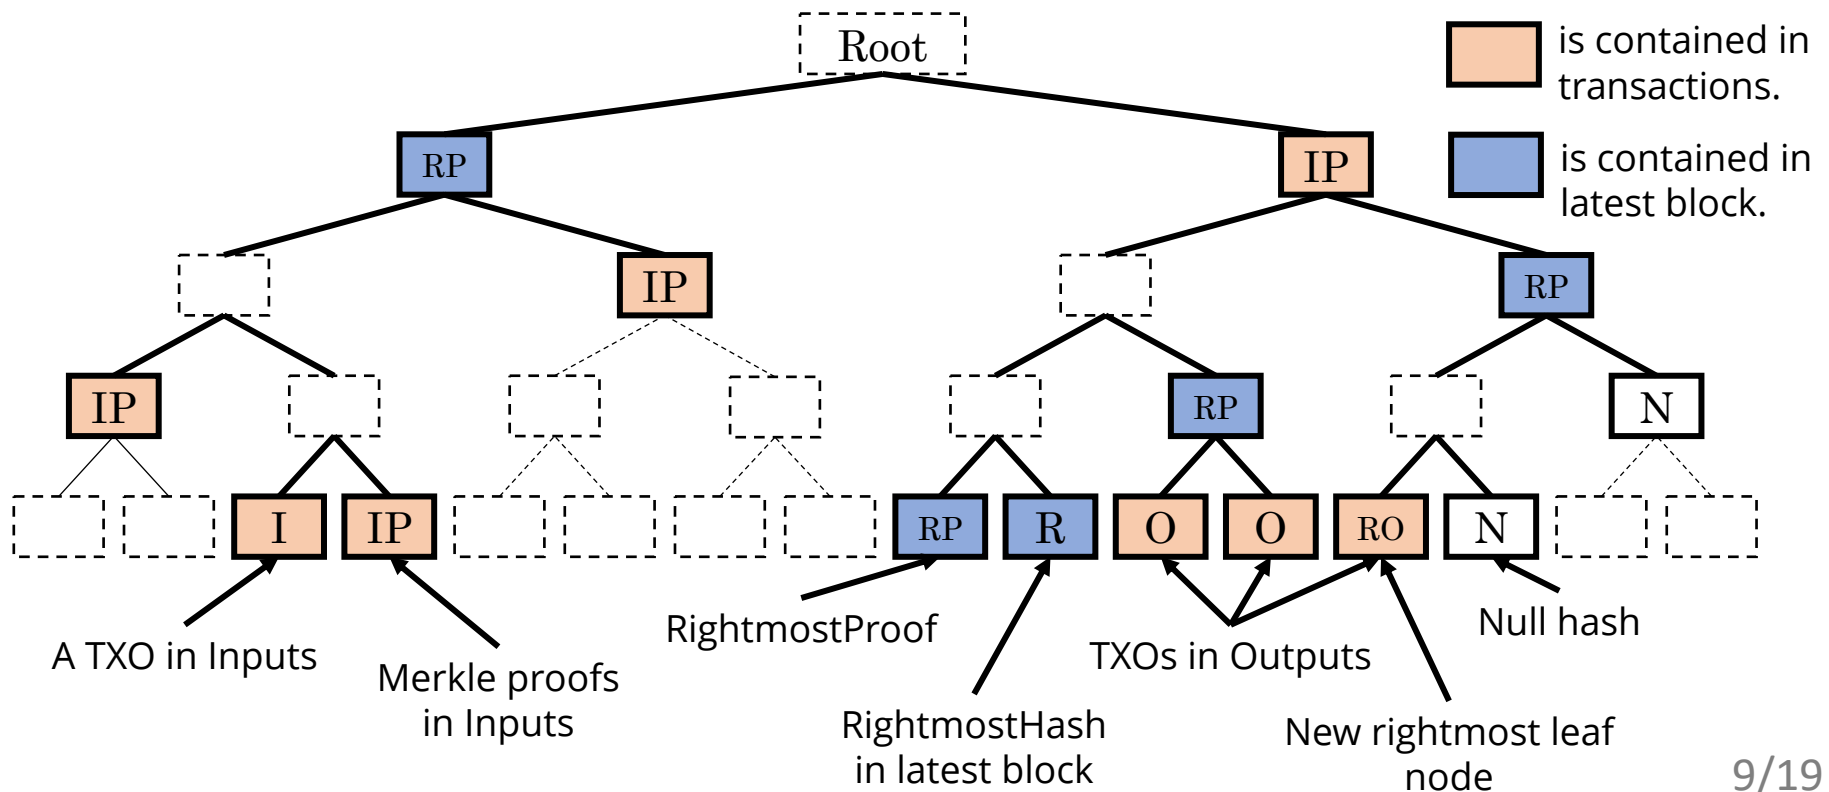 Root
is contained in
transactions.
RP
IP
is contained in
latest block.
IP
RP
IP
RP
N
I
IP
RP
R
O
O
RO
N
A TXO in Inputs
Merkle proofs
in Inputs
RightmostProof
RightmostHash
in latest block
TXOs in Outputs
New rightmost leaf
node
Null hash
9/19